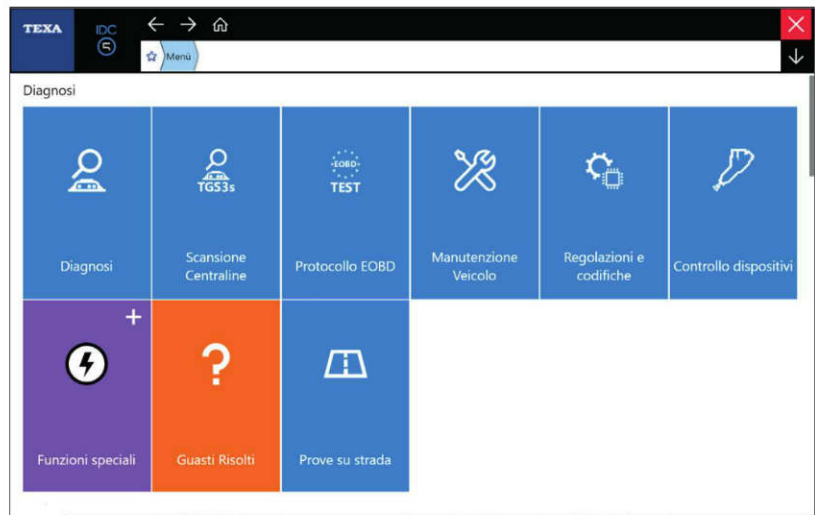 TEXA
IDC
5
Menù
Diagnosi
TGS3s
EOBD
TEST
Diagnosi
Scansione
Centraline
Protocollo EOBD
Manutenzione
Veicolo
Regolazioni e
codifiche
Controllo dispositivi
+
?
Funzioni speciali
Guasti Risolti
Prove su strada